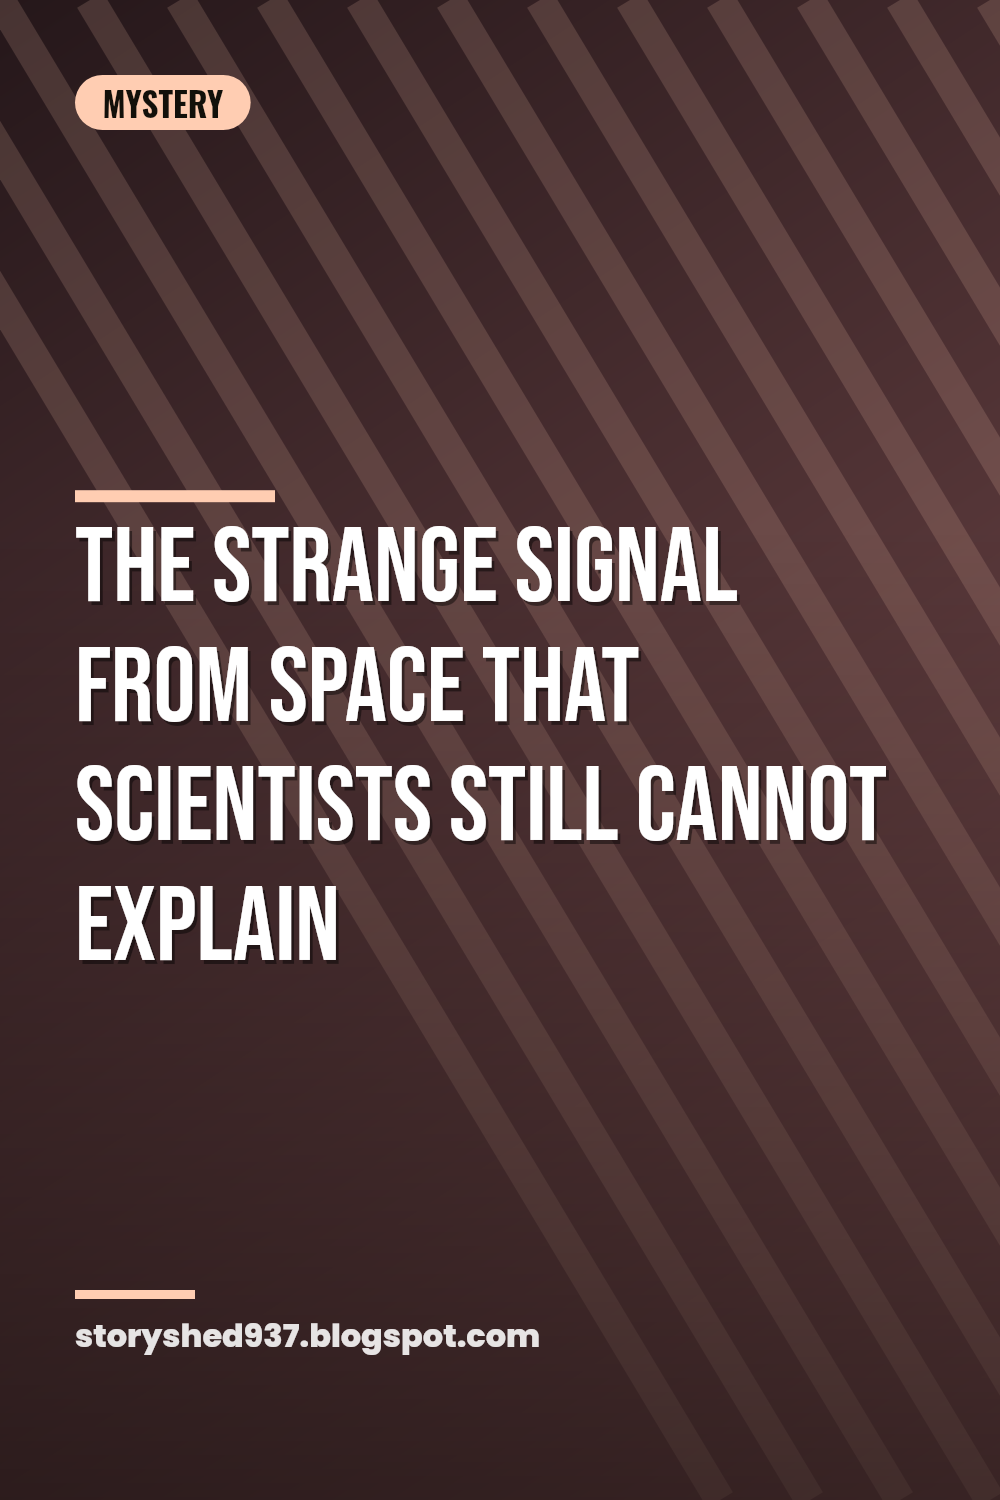 MYSTERY
THE STRANGE SIGNAL
FROM SPACE THAT
SCIENTISTS STILL CANNOT
EXPLAIN
storyshed937.blogspot.com